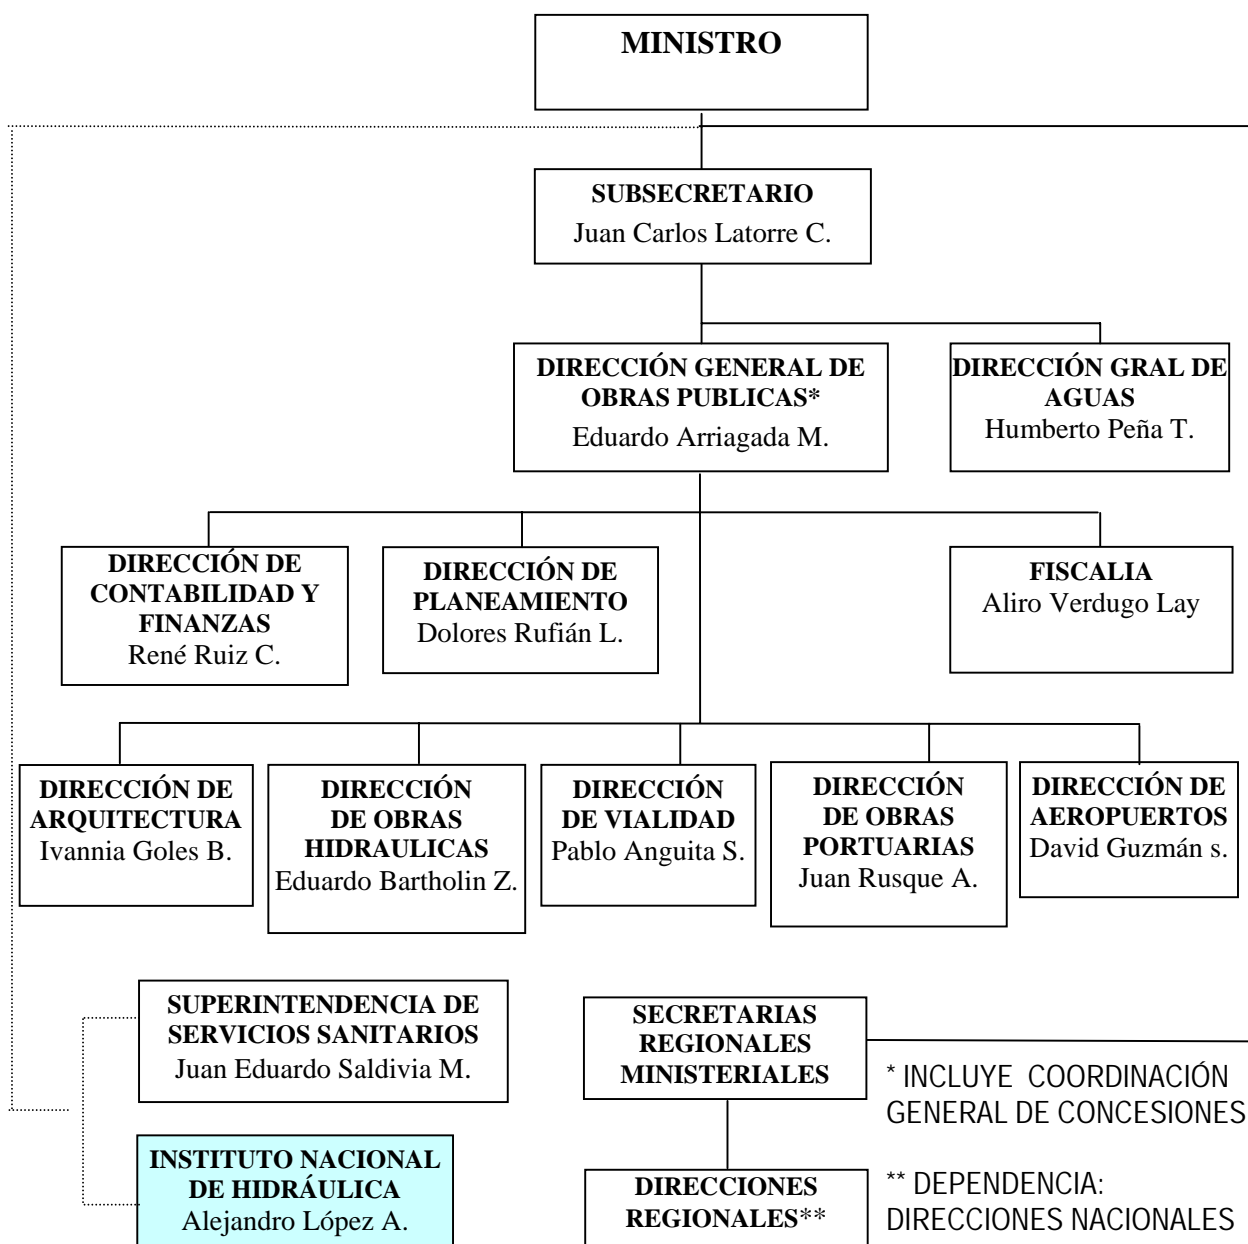 MINISTRO
SUBSECRETARIO
Juan Carlos Latorre C.
DIRECCIÓN GENERAL DE
OBRAS PUBLICAS*
Eduardo Arriagada M.
DIRECCIÓN GRAL DE
AGUAS
Humberto Peña T.
DIRECCIÓN DE
CONTABILIDAD Y
FINANZAS
René Ruiz C.
DIRECCIÓN DE
PLANEAMIENTO
Dolores Rufián L.
FISCALIA
Aliro Verdugo Lay
DIRECCIÓN DE
ARQUITECTURA
Ivannia Goles B.
DIRECCIÓN
DE OBRAS
HIDRAULICAS
Eduardo Bartholin Z.
DIRECCIÓN
DE VIALIDAD
Pablo Anguita S.
DIRECCIÓN
DE OBRAS
PORTUARIAS
Juan Rusque A.
DIRECCIÓN DE
AEROPUERTOS
David Guzmán s.
SUPERINTENDENCIA DE
SERVICIOS SANITARIOS
Juan Eduardo Saldivia M.
SECRETARIAS
REGIONALES
MINISTERIALES
* INCLUYE COORDINACIÓN
GENERAL DE CONCESIONES
INSTITUTO NACIONAL
DE HIDRÁULICA
Alejandro López A.
DIRECCIONES
REGIONALES**
** DEPENDENCIA:
DIRECCIONES NACIONALES